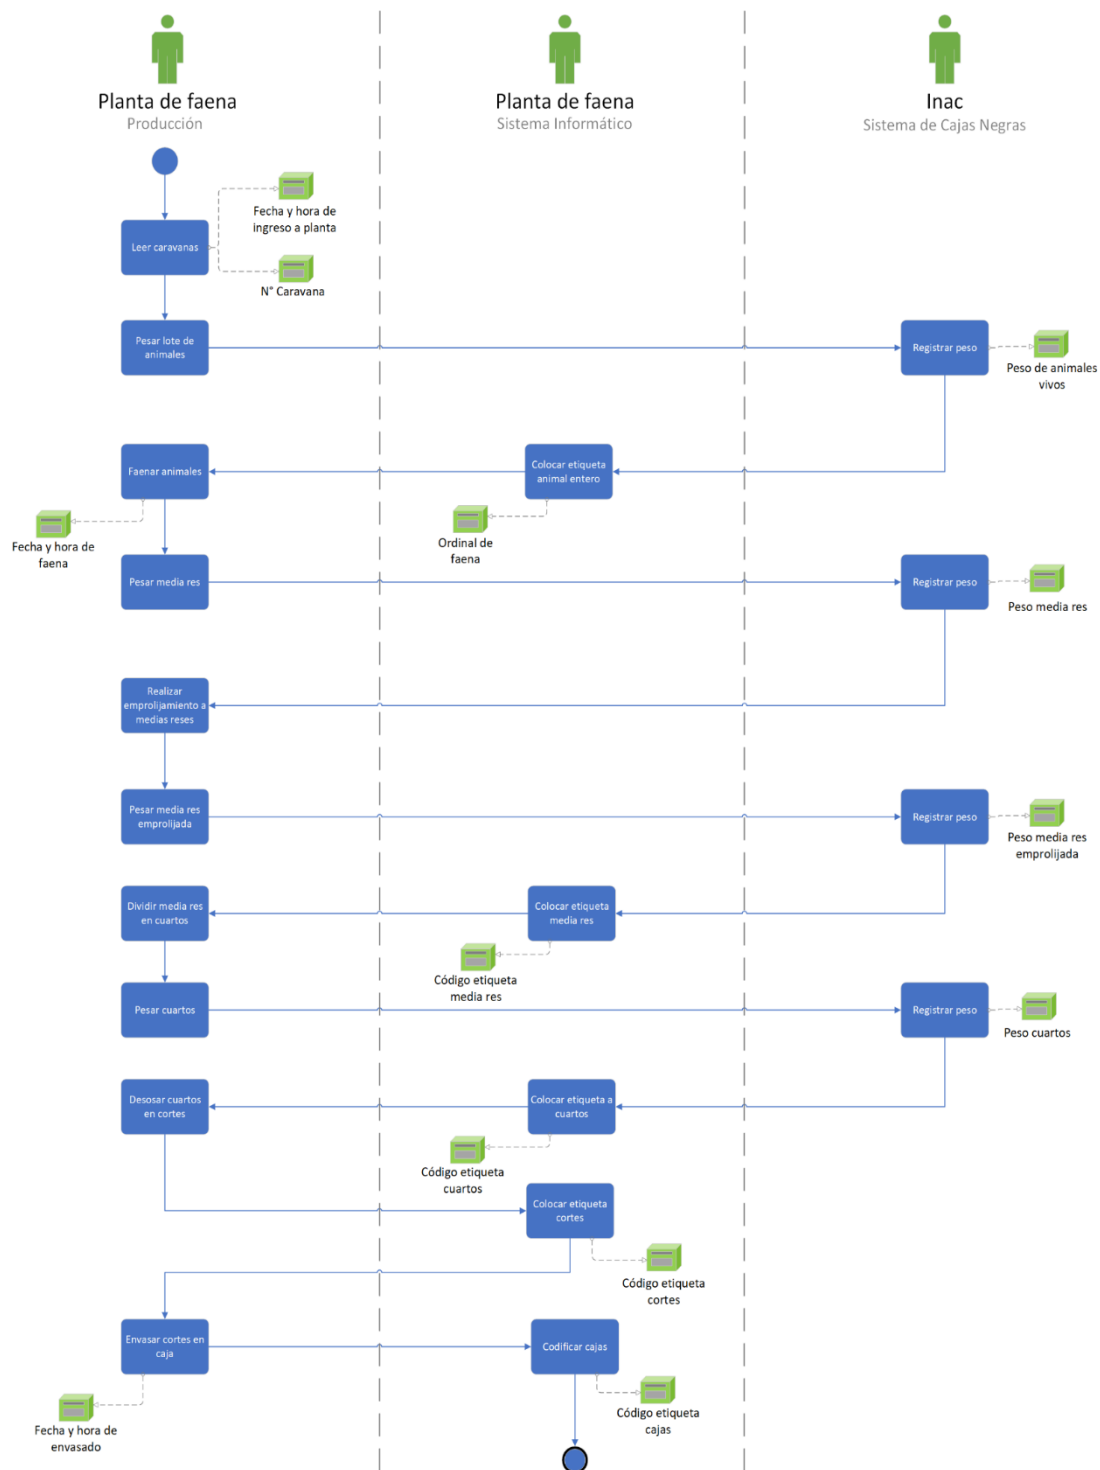 Planta de faena
Producción
Planta de faena
Sistema Informático
Inac
Sistema de Cajas Negras
Fecha y hora de
ingreso a planta
Leer caravanas
N° Caravana
Pesar lote de
animales
Registrar peso
Peso de animales
vivos
Faenar animales
Colocar etiqueta
animal entero
Fecha y hora de
faena
Ordinal de
faena
Pesar media res
Registrar peso
Peso media res
Realizar
emprolijamiento a
medias reses
Pesar media res
emprolijada
Registrar peso
Peso media res
emprolijada
Dividir media res
en cuartos
Colocar etiqueta
media res
Código etiqueta
media res
Pesar cuartos
Registrar peso
Peso cuartos
Desosar cuartos
en cortes
Colocar etiqueta a
cuartos
Código etiqueta
cuartos
Colocar etiqueta
cortes
Código etiqueta
cortes
Envasar cortes en
caja
Codificar cajas
Fecha y hora de
envasado
Código etiqueta
cajas